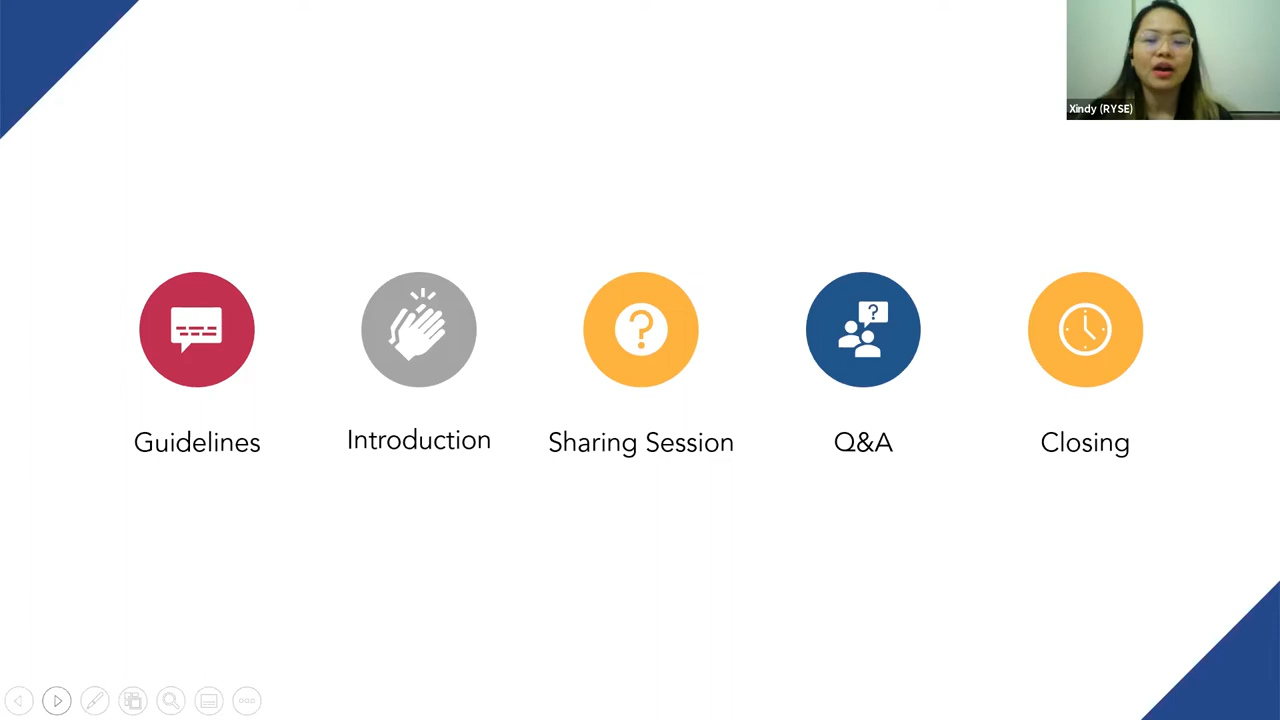 Xindy (RYSE)
Guidelines
Introduction
Sharing Session
Q&A
Closing